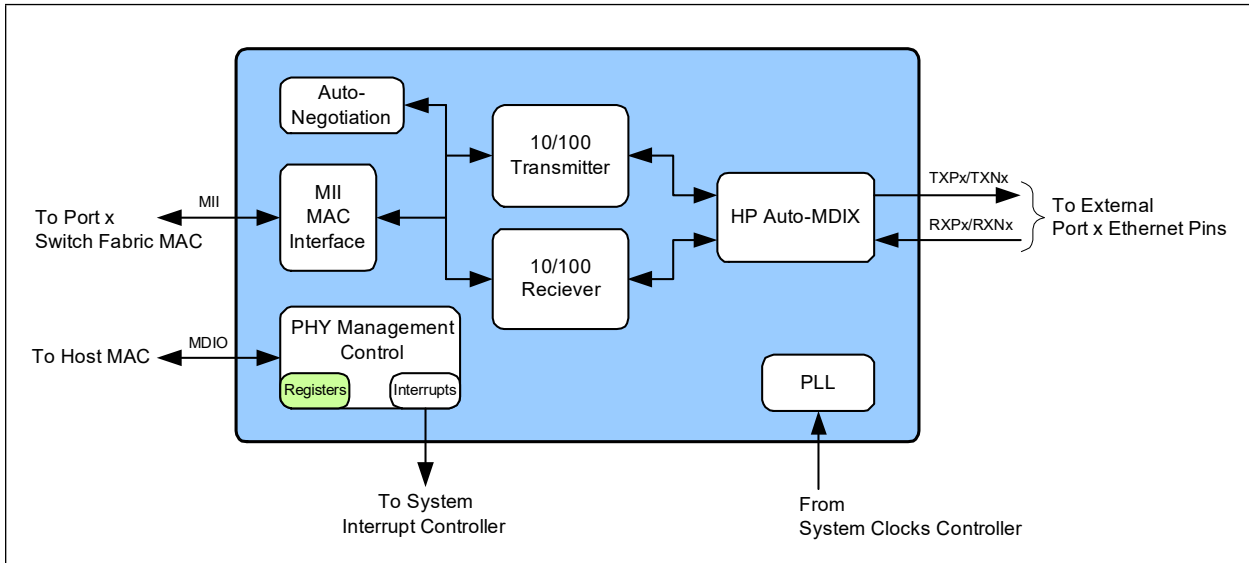 Auto-
Negotiation
10/100
Transmitter
MII
MAC
Interface
MII
To Port x
Switch Fabric MAC
HP Auto-MDIX
TXPx/TXNx
RXPx/RXNx
To External
Port x Ethernet Pins
10/100
Reciever
PHY Management
Control
MDIO
To Host MAC
Registers
Interrupts
PLL
To System
Interrupt Controller
From
System Clocks Controller